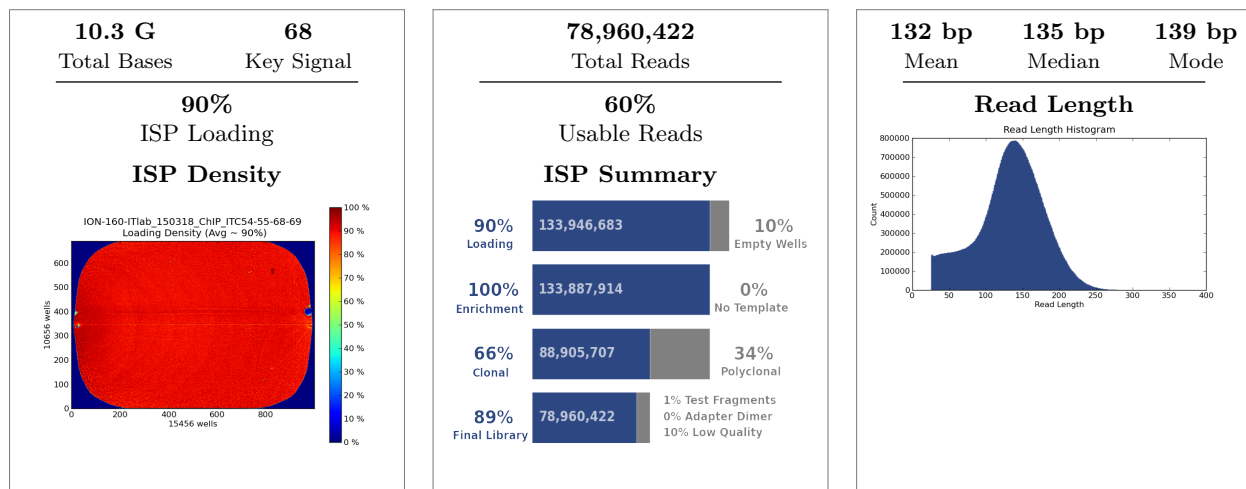 10.3 G
68
Total Bases
Key Signal
90%
ISP Loading
ISP Density
ION-160-ITlab_150318_ChIP_ITC54-55-68-69
Loading Density (Avg ~ 90%)
100 %
90 %
80 %
70 %
60 %
50 %
40 %
30 %
20 %
10 %
0 %
10656 wells
600
500
400
300
200
100
0
0
200
400
600
800
15456 wells
78,960,422
Total Reads
60%
Usable Reads
ISP Summary
90%
Loading
133,946,683
10%
Empty Wells
100%
Enrichment
133,887,914
0%
No Template
66%
Clonal
88,905,707
34%
Polyclonal
89%
Final Library
78,960,422
1% Test Fragments
0% Adapter Dimer
10% Low Quality
132 bp
135 bp
139 bp
Mean
Median
Mode
Read Length
Read Length Histogram
Count
800000
700000
600000
500000
400000
300000
200000
100000
0
0
50
100
150
200
250
300
350
400
Read Length